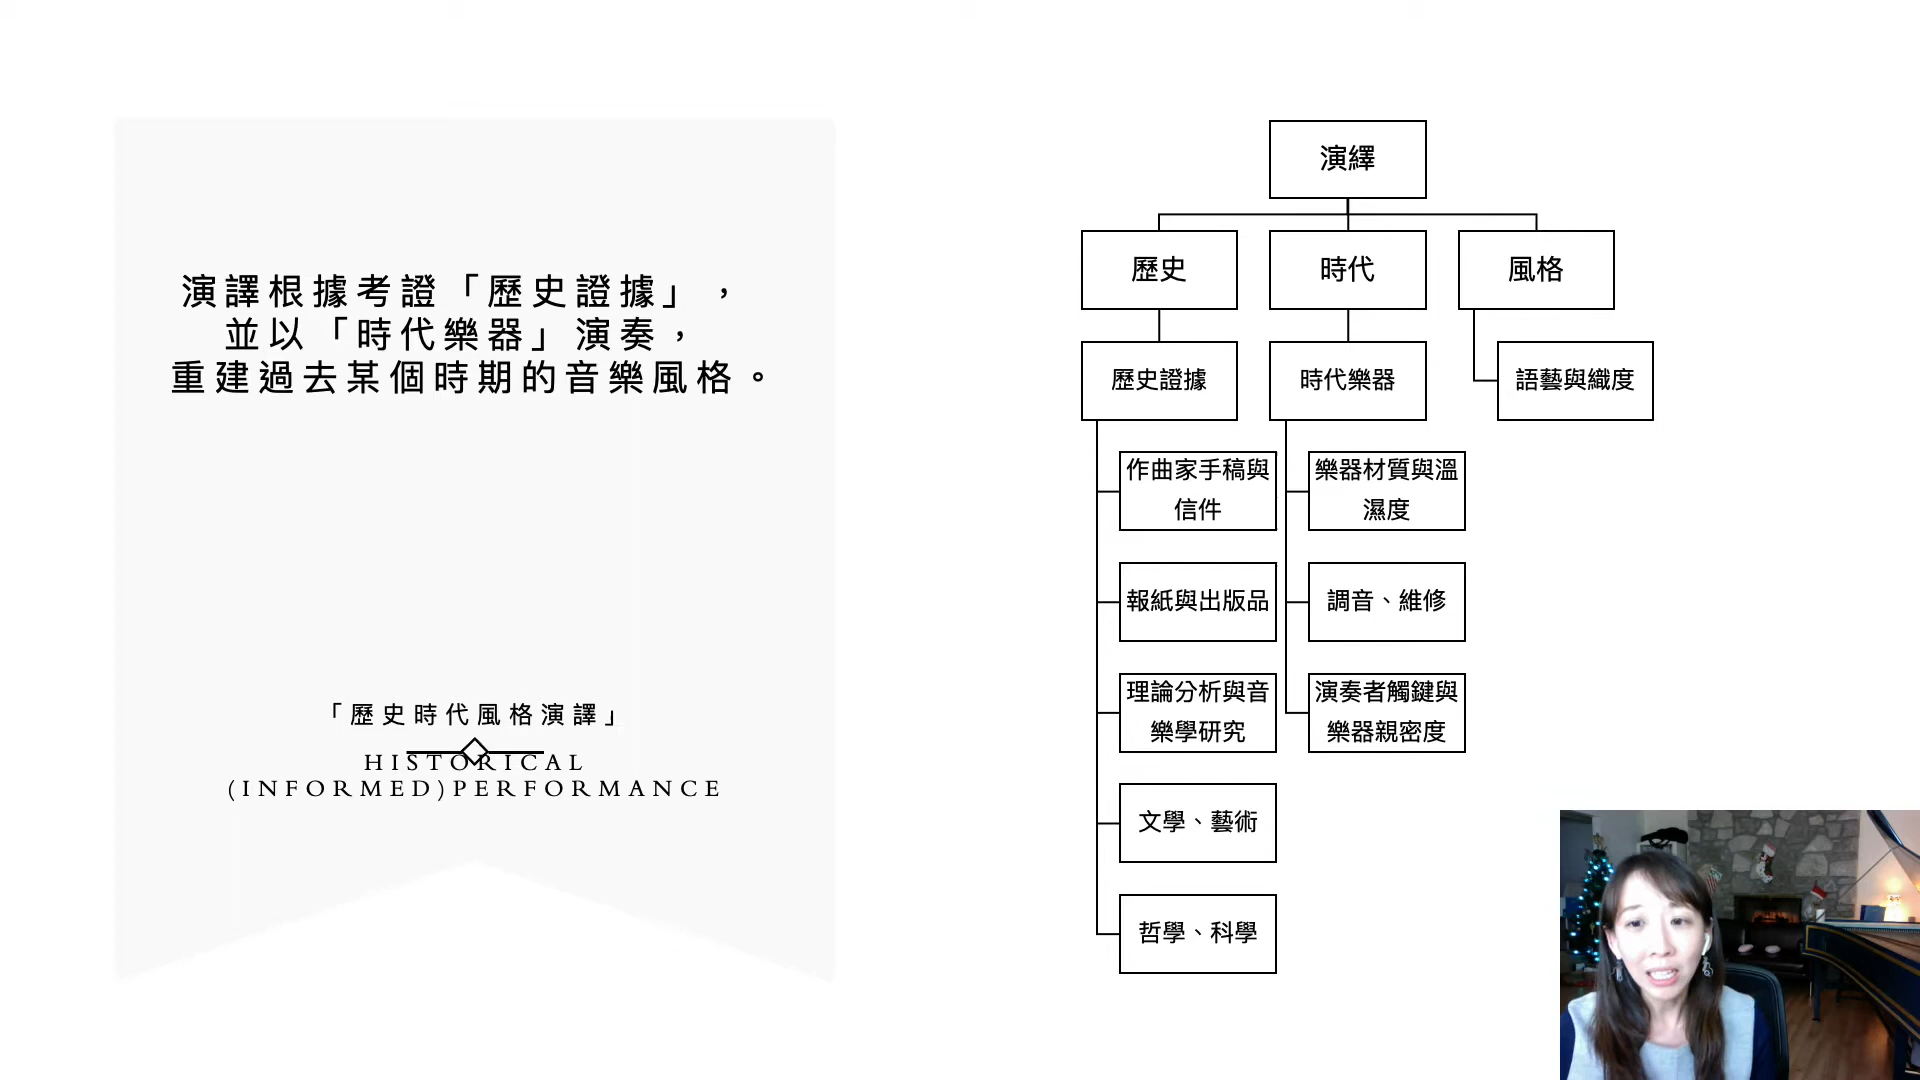 演譯根據考證「歷史證據」，
並以「時代樂器」演奏，
重建過去某個時期的音樂風格。
「歷史時代風格演譯」
HISTORICAL
(INFORMED)PERFORMANCE
演繹
歷史
時代
風格
歷史證據
時代樂器
語藝與織度
作曲家手稿與
信件
樂器材質與溫
濕度
報紙與出版品
調音、維修
理論分析與音
樂學研究
演奏者觸鍵與
樂器親密度
文學、藝術
哲學、科學